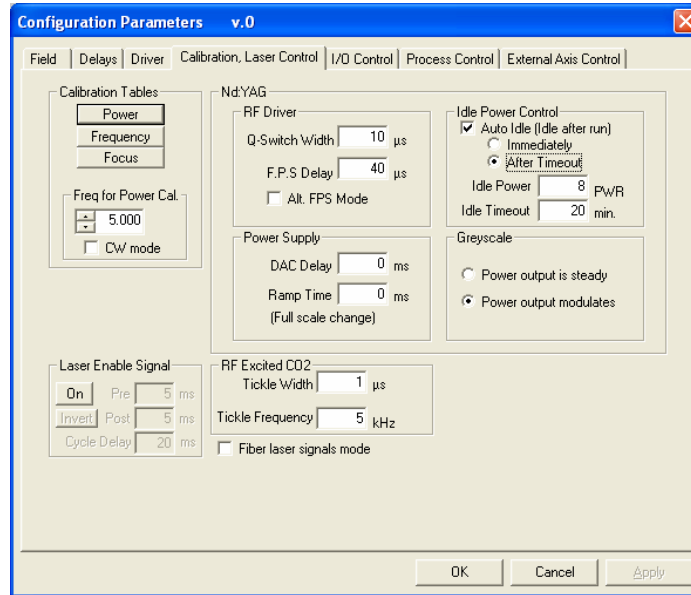 Configuration Parameters v.0
Field Delays Driver Calibration, Laser Control I/O Control Process Control External Axis Control
Calibration Tables
Power
Frequency
Focus
Freq for Power Cal.
5.000
CW mode
Nd:YAG
RF Driver
Q-Switch Width 10 µs
F.P.S Delay 40 µs
Alt. FPS Mode
Idle Power Control
Auto Idle (Idle after run)
Immediately
After Timeout
Idle Power 8 PWR
Idle Timeout 20 min.
Power Supply
DAC Delay 0 ms
Ramp Time 0 ms
(Full scale change)
Greyscale
Power output is steady
Power output modulates
Laser Enable Signal
On Pre 5 ms
Invert Post 5 ms
Cycle Delay 20 ms
RF Excited CO2
Tickle Width 1 µs
Tickle Frequency 5 kHz
Fiber laser signals mode
OK Cancel Apply